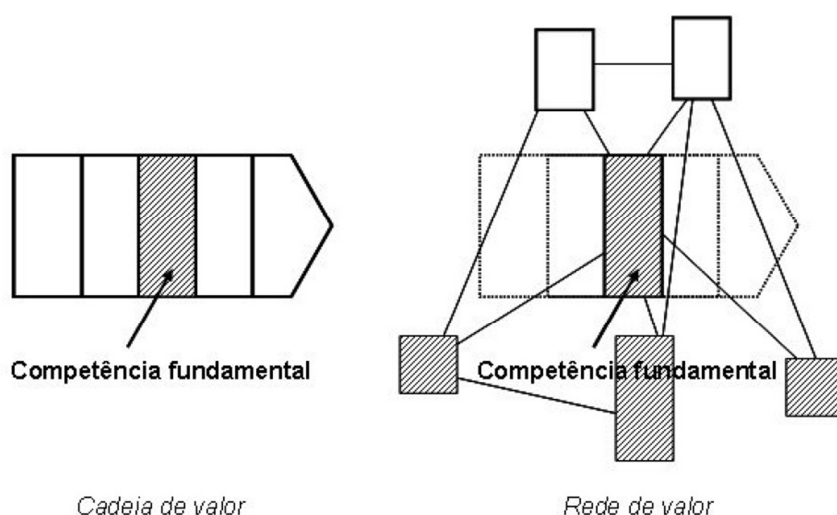 Competência fundamental
Competência fundamental
Cadeia de valor
Rede de valor